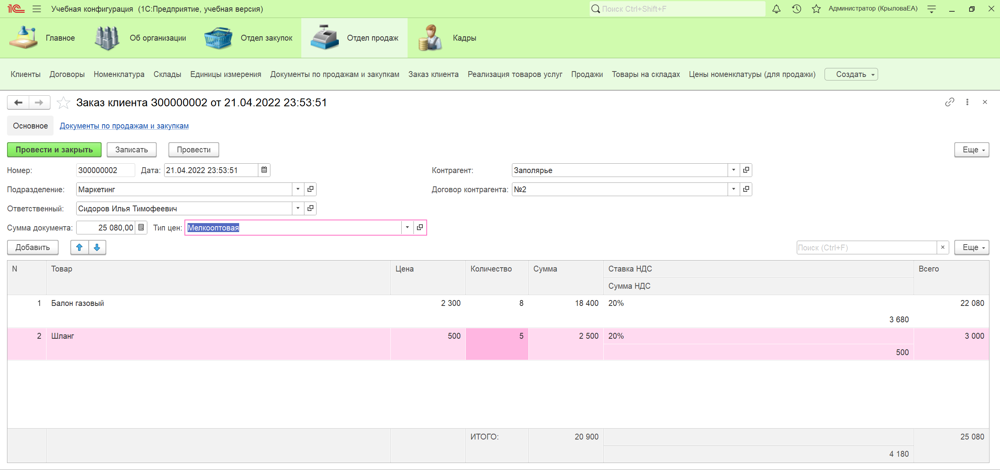 1С Учебная конфигурация (1С:Предприятие, учебная версия) Поиск Ctrl+Shift+F Администратор (КрыловаЕА)
Главное Об организации Отдел закупок Отдел продаж Кадры
Клиенты Договоры Номенклатура Склады Единицы измерения Документы по продажам и закупкам Заказ клиента Реализация товаров услуг Продажи Товары на складах Цены номенклатуры (для продажи) Создать
Заказ клиента З00000002 от 21.04.2022 23:53:51
Основное Документы по продажам и закупкам
Провести и закрыть Записать Провести Еще
Номер: З00000002 Дата: 21.04.2022 23:53:51 Контрагент: Заполярье
Подразделение: Маркетинг Договор контрагента: №2
Ответственный: Сидоров Илья Тимофеевич
Сумма документа: 25 080,00 Тип цен: Мелкооптовая
Добавить Поиск (Ctrl+F) × Еще
N Товар Цена Количество Сумма Ставка НДС Всего
Сумма НДС
1 Балон газовый 2 300 8 18 400 20% 22 080
3 680
2 Шланг 500 5 2 500 20% 3 000
500
ИТОГО: 20 900 25 080
4 180